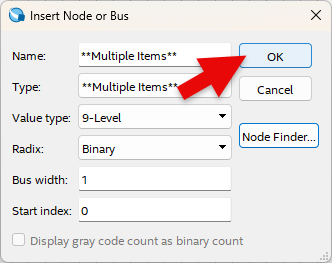 Insert Node or Bus
Name: **Multiple Items** OK
Type: **Multiple Items** Cancel
Value type: 9-Level
Radix: Binary Node Finder...
Bus width: 1
Start index: 0
Display gray code count as binary count